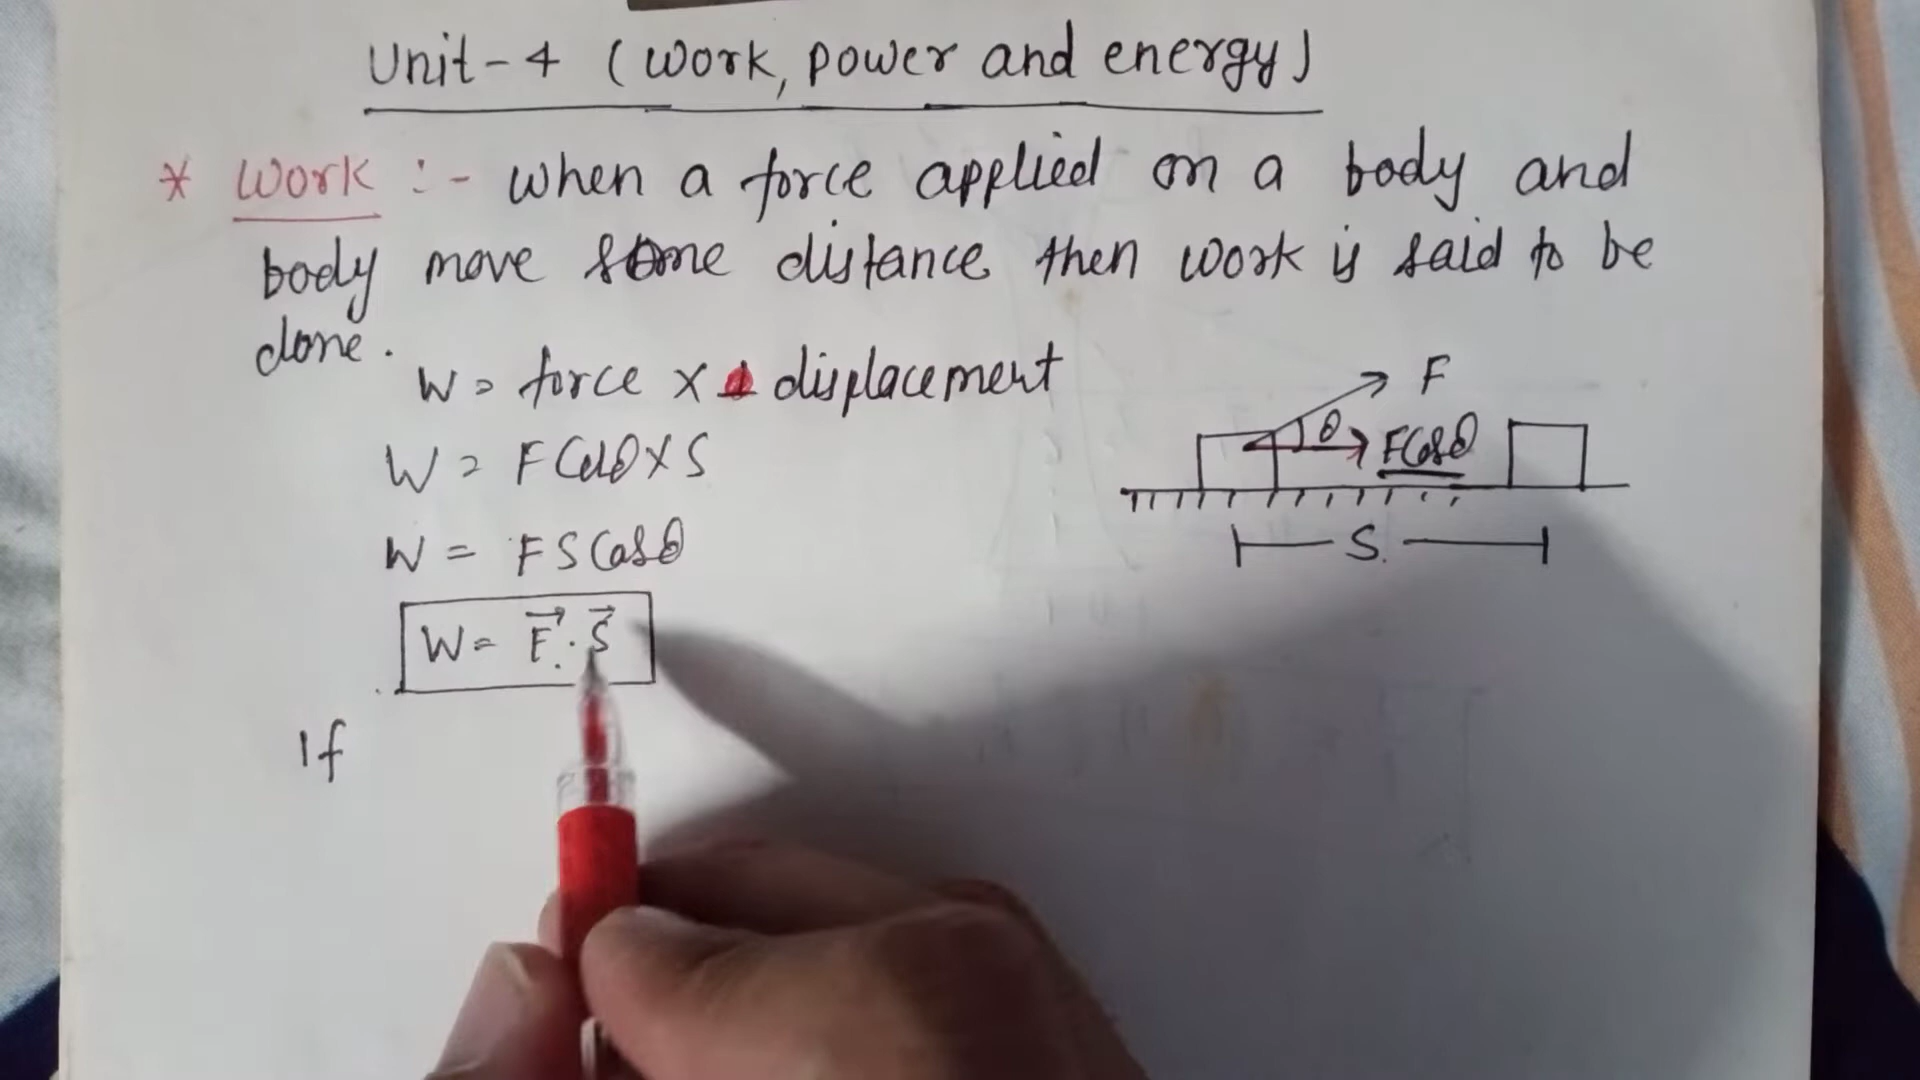 Unit-4 (Work, power and energy)
* Work :- when a force applied on a body and
body move some distance then work is said to be
done.
W = force x displacement
F
W = F Cosθ x S
θ
FCosθ
W = F S Cosθ
S
W = F⃗ . S⃗
If